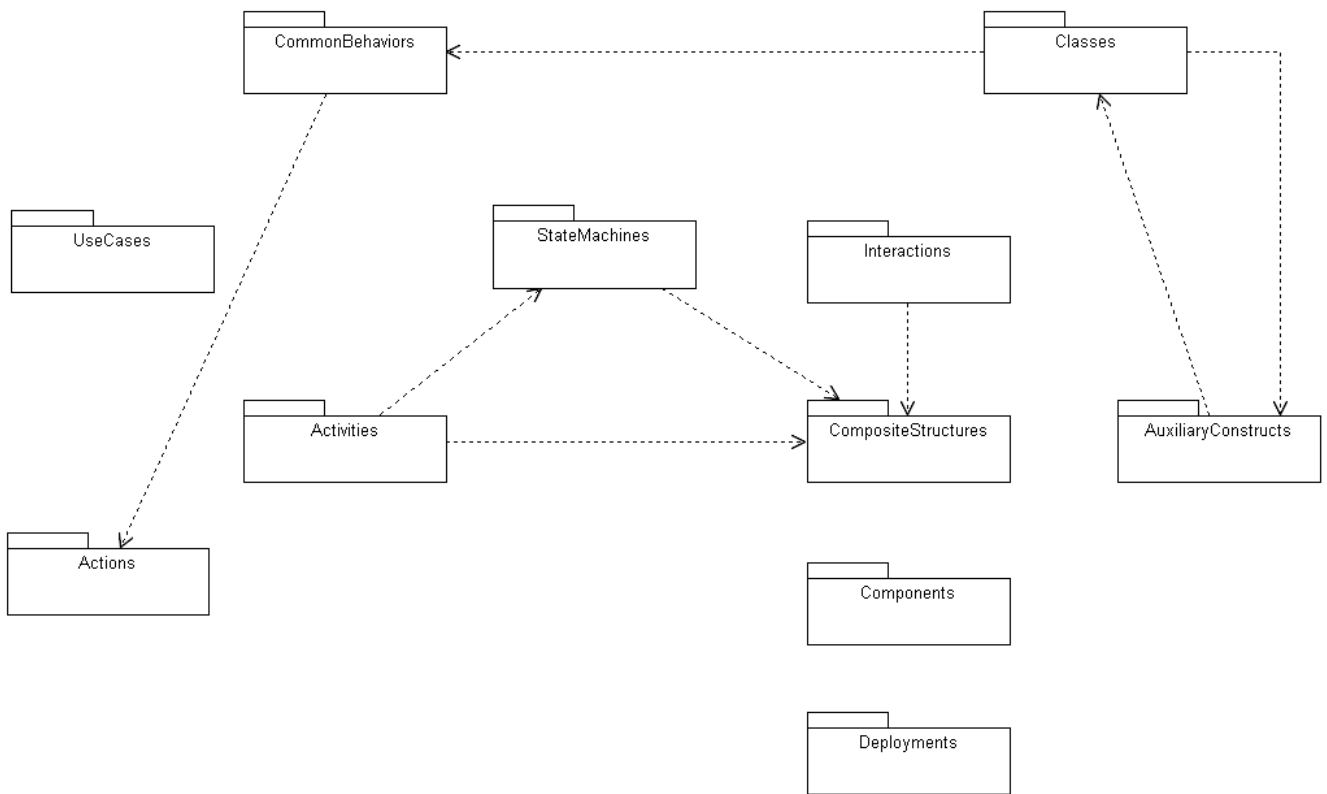 CommonBehaviors
Classes
UseCases
StateMachines
Interactions
Activities
CompositeStructures
AuxiliaryConstructs
Actions
Components
Deployments